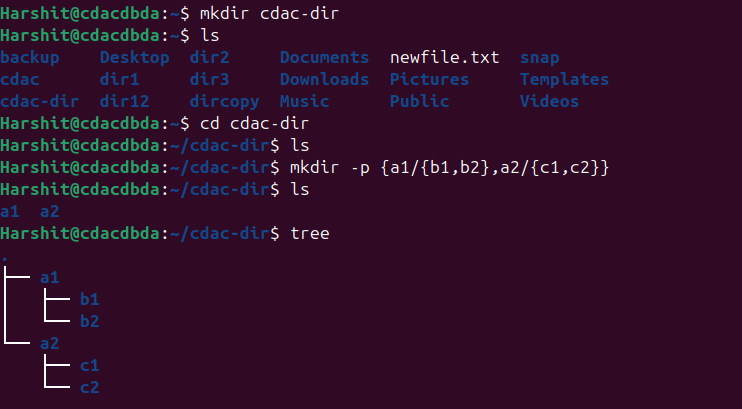 Harshit@cdacdbda:~$ mkdir cdac-dir
Harshit@cdacdbda:~$ ls
backup    Desktop  dir2     Documents  newfile.txt  snap
cdac      dir1     dir3     Downloads  Pictures     Templates
cdac-dir  dir12    dircopy  Music      Public       Videos
Harshit@cdacdbda:~$ cd cdac-dir
Harshit@cdacdbda:~/cdac-dir$ ls
Harshit@cdacdbda:~/cdac-dir$ mkdir -p {a1/{b1,b2},a2/{c1,c2}}
Harshit@cdacdbda:~/cdac-dir$ ls
a1  a2
Harshit@cdacdbda:~/cdac-dir$ tree
.
├── a1
│   ├── b1
│   └── b2
└── a2
    ├── c1
    └── c2